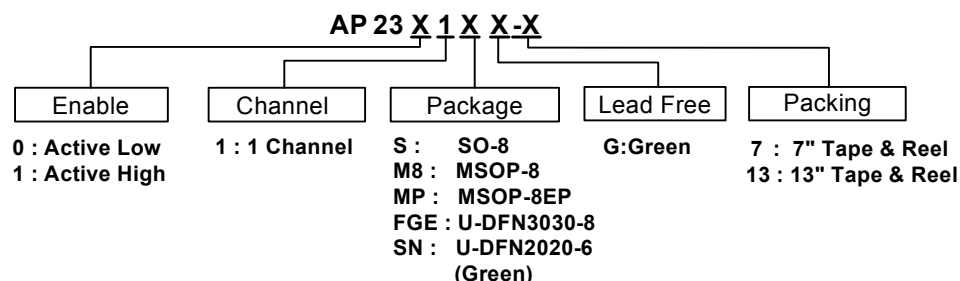 AP 23 X 1 X X -X
Enable Channel Package Lead Free Packing
0 : Active Low
1 : Active High
1 : 1 Channel
S : SO-8
M8 : MSOP-8
MP : MSOP-8EP
FGE : U-DFN3030-8
SN : U-DFN2020-6
(Green)
G:Green
7 : 7" Tape & Reel
13 : 13" Tape & Reel